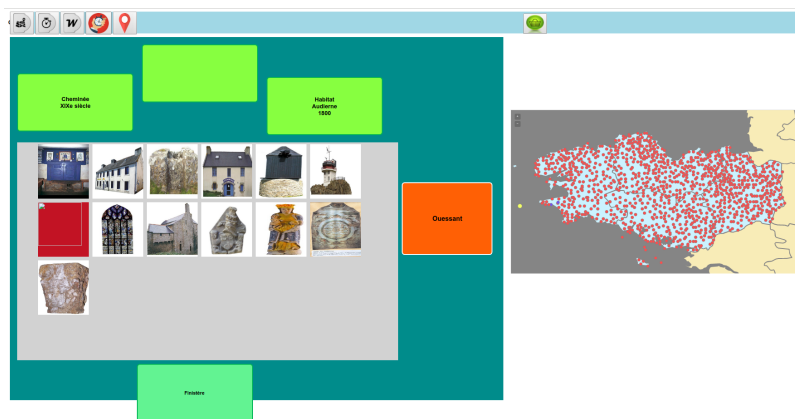 W
Cheminée
XIXe siècle
Habitat
Audierne
1800
Ouessant
Finistère